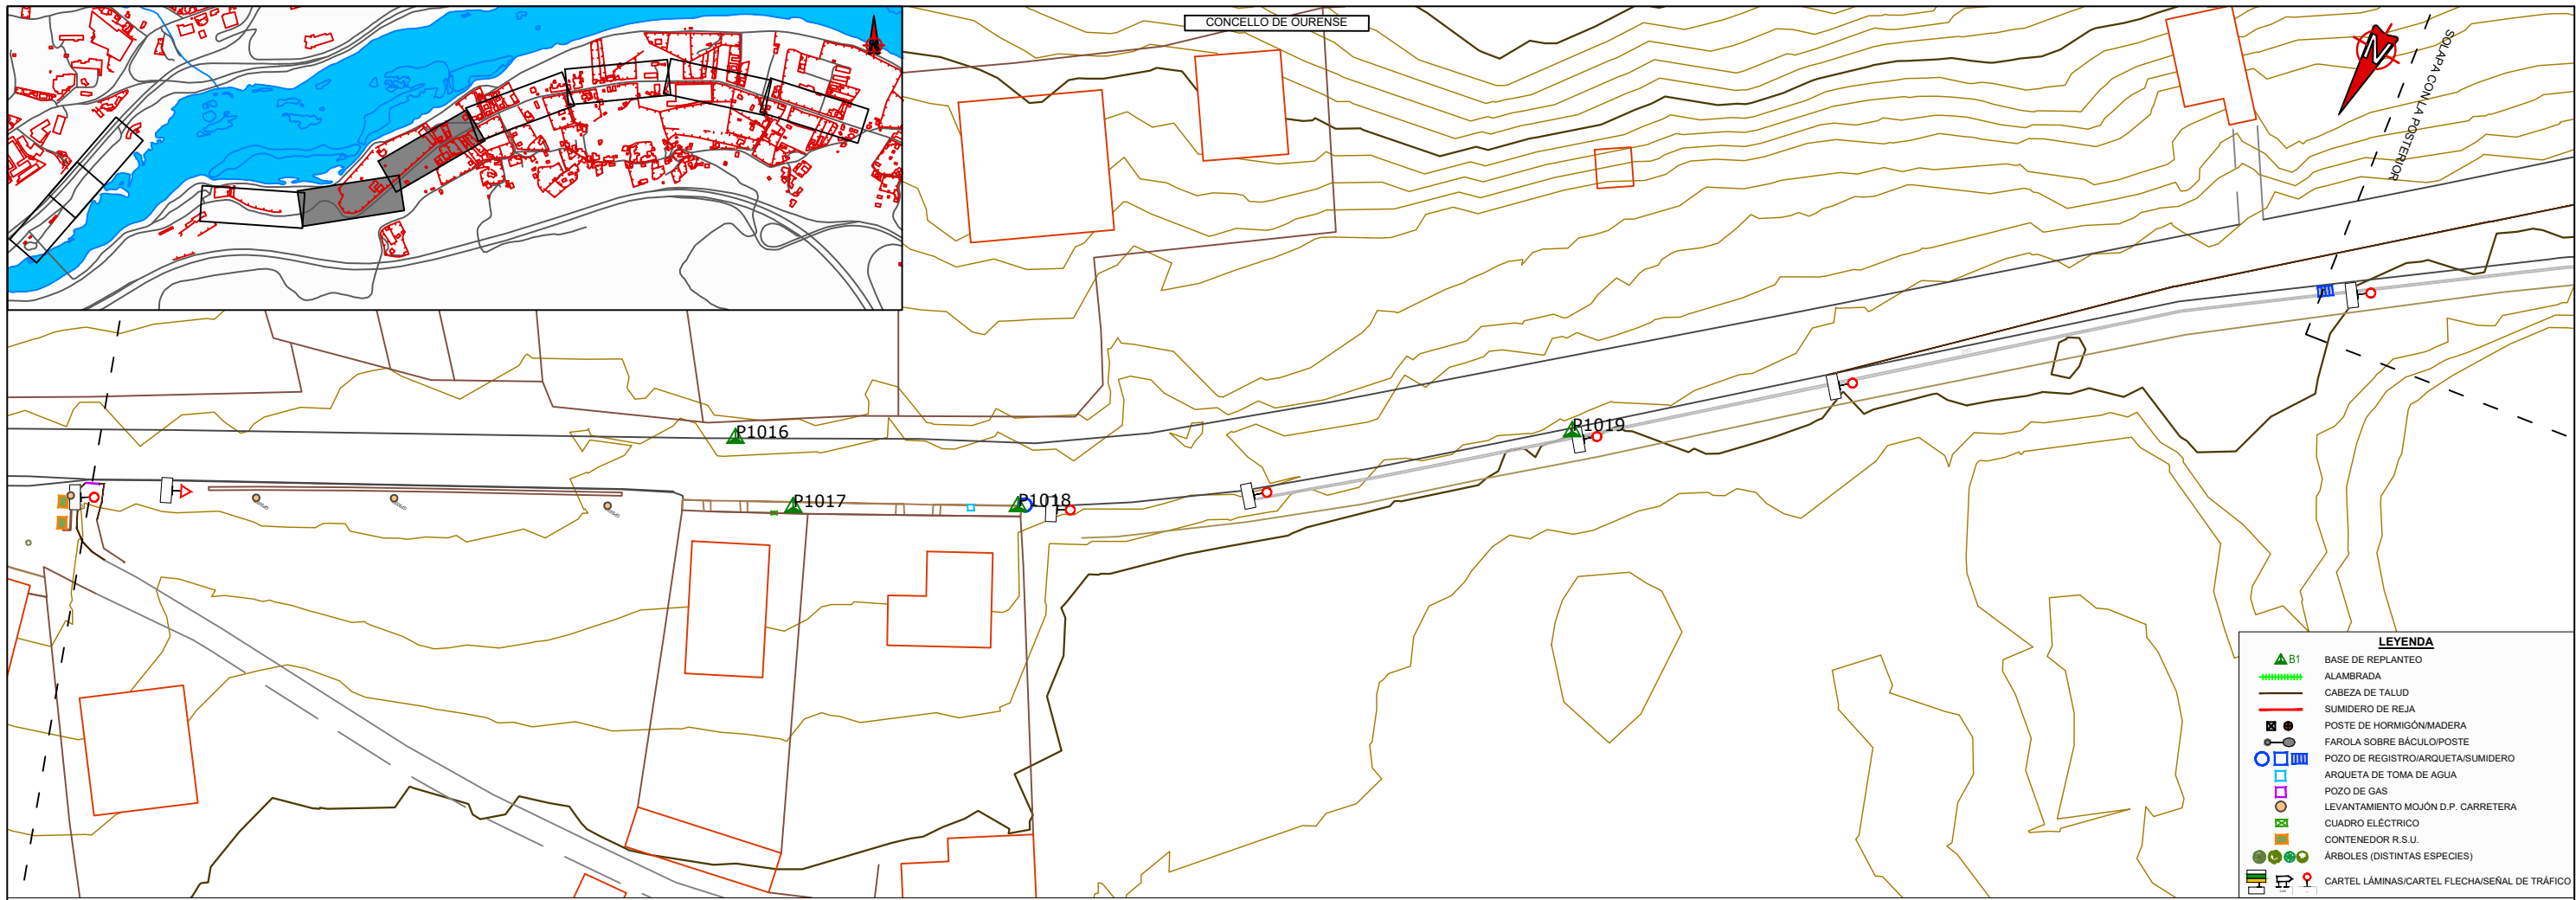 CONCELLO DE OURENSE
N
N
SOLAPA CON LA POSTERIOR
P1016
P1019
P1017
P1018
LEYENDA
B1 BASE DE REPLANTEO
ALAMBRADA
CABEZA DE TALUD
SUMIDERO DE REJA
POSTE DE HORMIGÓN/MADERA
FAROLA SOBRE BÁCULO/POSTE
POZO DE REGISTRO/ARQUETA/SUMIDERO
ARQUETA DE TOMA DE AGUA
POZO DE GAS
LEVANTAMIENTO MOJÓN D.P. CARRETERA
CUADRO ELÉCTRICO
CONTENEDOR R.S.U.
ÁRBOLES (DISTINTAS ESPECIES)
CARTEL LÁMINAS/CARTEL FLECHA/SEÑAL DE TRÁFICO